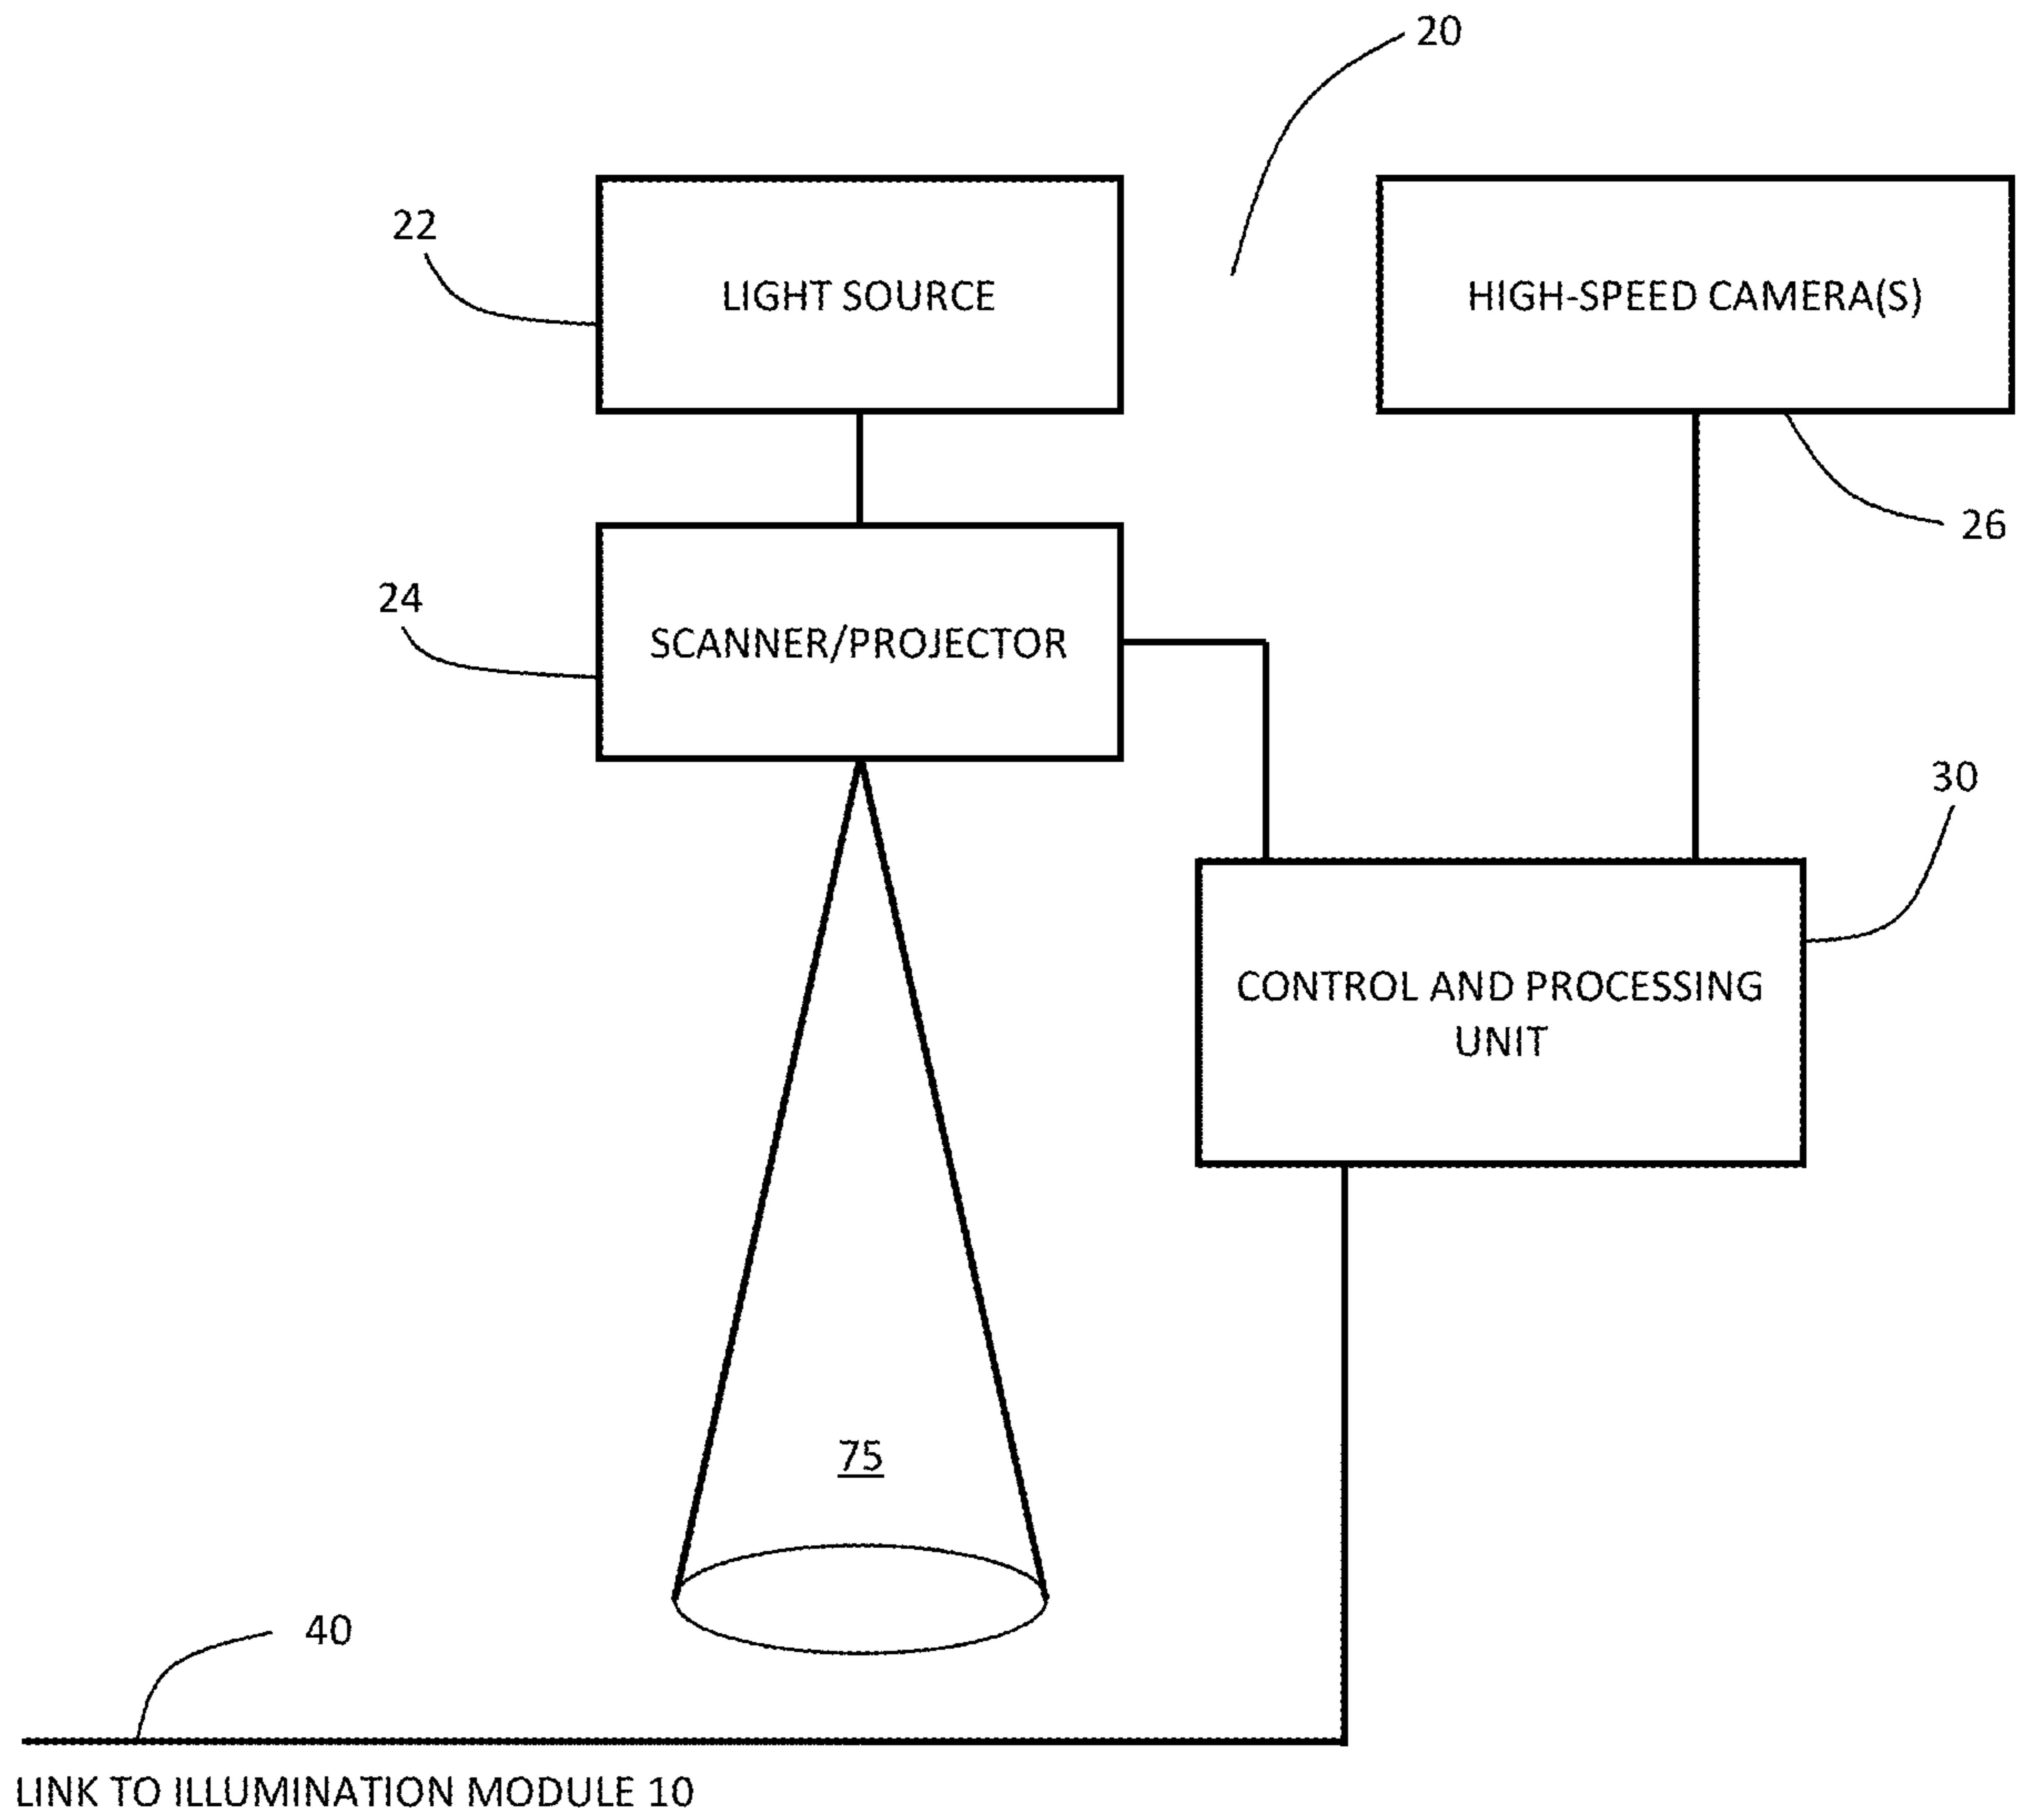 20
22
LIGHT SOURCE
HIGH-SPEED CAMERA(S)
26
24
SCANNER/PROJECTOR
30
CONTROL AND PROCESSING
UNIT
75
40
LINK TO ILLUMINATION MODULE 10